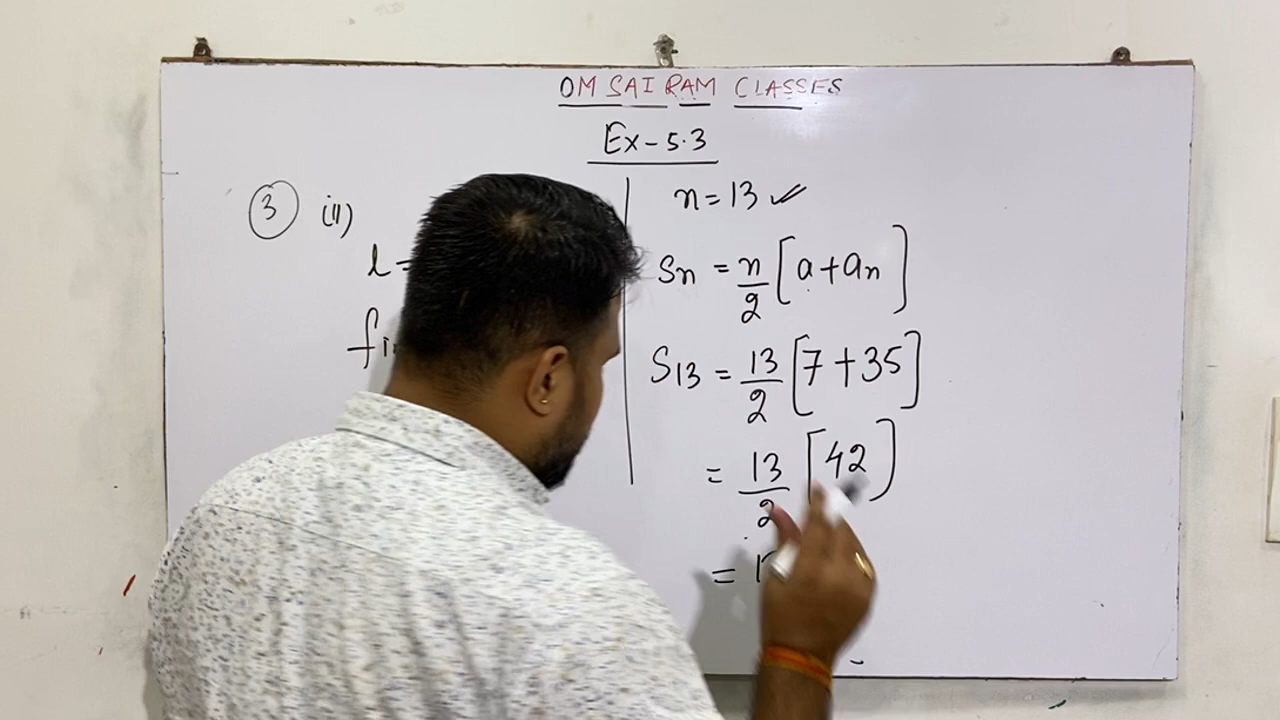 OM SAI RAM CLASSES
Ex-5.3
3 (ii)
l=
n=13 ✓
Sn = n/2 [a+an]
S13 = 13/2 [7+35]
= 13/2 [42]
=